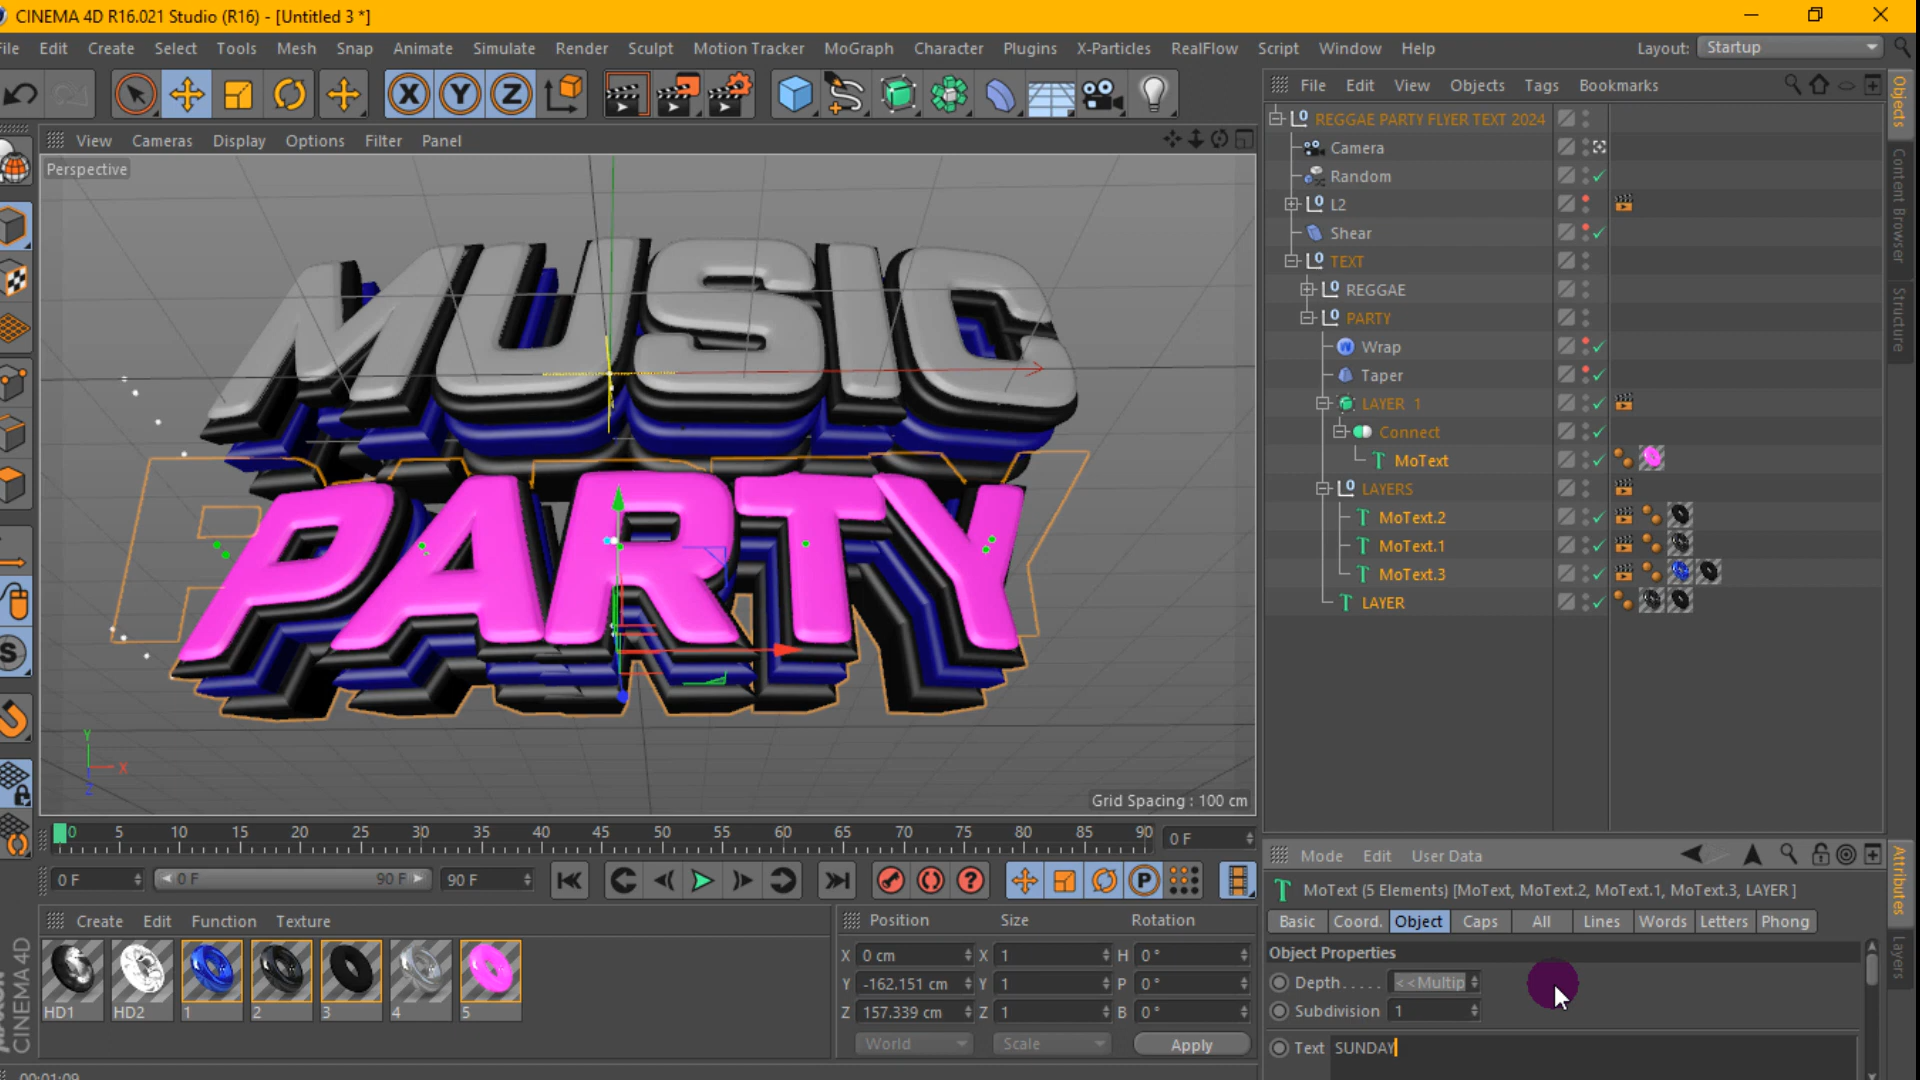 CINEMA 4D R16.021 Studio (R16) - [Untitled 3 *]
File Edit Create Select Tools Mesh Snap Animate Simulate Render Sculpt Motion Tracker MoGraph Character Plugins X-Particles RealFlow Script Window Help Layout: Startup
File Edit View Objects Tags Bookmarks
View Cameras Display Options Filter Panel
Perspective
MUSIC
PARTY
Grid Spacing : 100 cm
Y
X
Z
REGGAE PARTY FLYER TEXT 2024
Camera
Random
L2
Shear
TEXT
REGGAE
PARTY
Wrap
Taper
LAYER 1
Connect
MoText
LAYERS
MoText.2
MoText.1
MoText.3
LAYER
Objects
Content Browser
Structure
0 5 10 15 20 25 30 35 40 45 50 55 60 65 70 75 80 85 90 0 F
0 F 0 F 90 F 90 F
Create Edit Function Texture
HD1 HD2 1 2 3 4 5
Position Size Rotation
X 0 cm X 1 H 0 °
Y -162.151 cm Y 1 P 0 °
Z 157.339 cm Z 1 B 0 °
World Scale Apply
Mode Edit User Data
MoText (5 Elements) [MoText, MoText.2, MoText.1, MoText.3, LAYER ]
Basic Coord. Object Caps All Lines Words Letters Phong
Object Properties
Depth..... <<Multip
Subdivision 1
Text SUNDAY
Attributes
Layers
CINEMA 4D
00:01:09